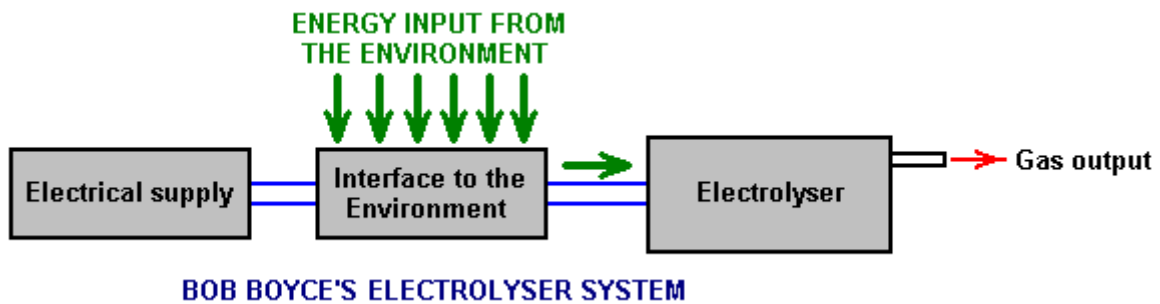 ENERGY INPUT FROM
THE ENVIRONMENT
Electrical supply
Interface to the
Environment
Electrolyser
Gas output
BOB BOYCE'S ELECTROLYSER SYSTEM